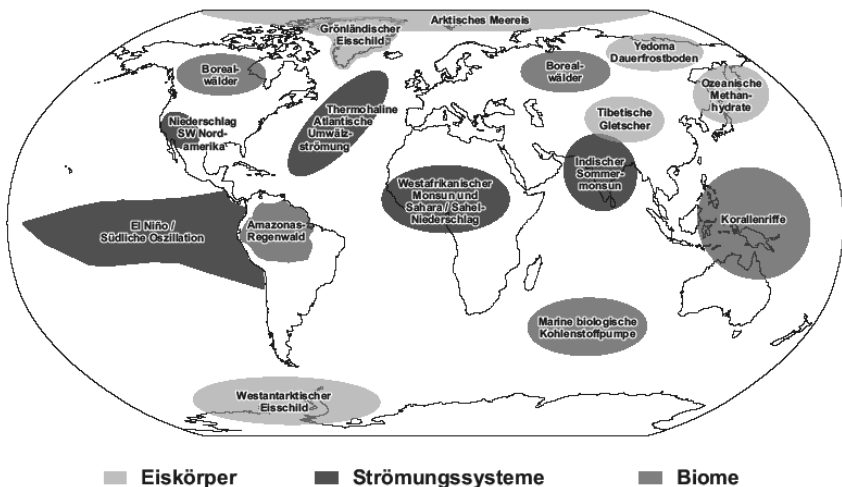 Arktisches Meereis
Grönländischer
Eisschild
Yedoma
Dauerfrostboden
Boreal-
wälder
Boreal-
wälder
Ozeanische
Methan-
hydrate
Thermohaline
Atlantische
Umwälz-
strömung
Tibetische
Gletscher
Niederschlag
SW Nord-
amerika
Indischer
Sommer-
monsun
Westafrikanischer
Monsun und
Sahara / Sahel-
Niederschlag
El Niño /
Südliche Oszillation
Amazonas-
Regenwald
Korallenriffe
Marine biologische
Kohlenstoffpumpe
Westantarktischer
Eisschild
Eiskörper
Strömungssysteme
Biome